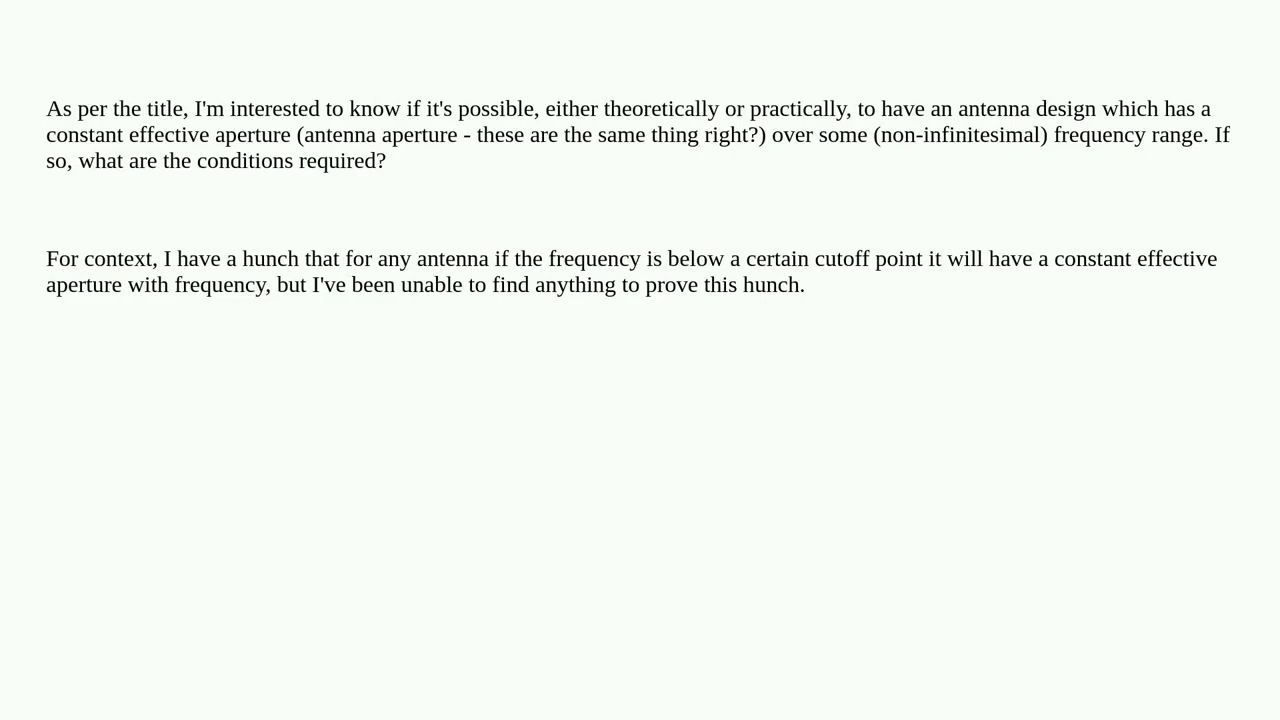 As per the title, I'm interested to know if it's possible, either theoretically or practically, to have an antenna design which has a
constant effective aperture (antenna aperture - these are the same thing right?) over some (non-infinitesimal) frequency range. If
so, what are the conditions required?
For context, I have a hunch that for any antenna if the frequency is below a certain cutoff point it will have a constant effective
aperture with frequency, but I've been unable to find anything to prove this hunch.